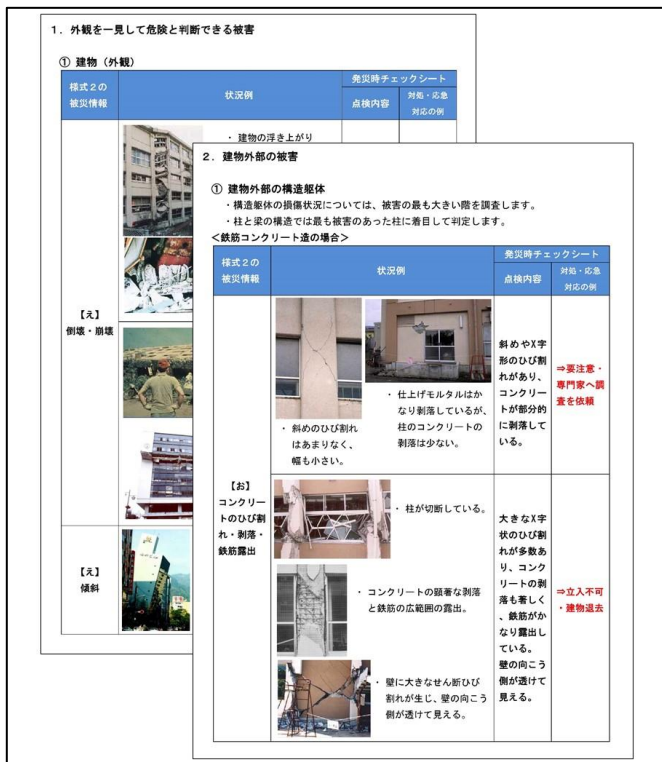 1．外観を一見して危険と判断できる被害
① 建物（外観）
様式２の
被災情報
状況例
発災時チェックシート
点検内容
対処・応急
対応の例
・ 建物の浮き上がり
【え】
倒壊・崩壊
【え】
傾斜
2．建物外部の被害
① 建物外部の構造躯体
・構造躯体の損傷状況については、被害の最も大きい階を調査します。
・柱と梁の構造では最も被害のあった柱に着目して判定します。
＜鉄筋コンクリート造の場合＞
様式２の
被災情報
状況例
発災時チェックシート
点検内容
対処・応急
対応の例
【お】
コンクリー
トのひび割
れ・剥落・
鉄筋露出
・ 斜めのひび割れ
はあまりなく、
幅も小さい。
・ 仕上げモルタルはか
なり剥落しているが、
柱のコンクリートの
剥落は少ない。
斜めやX字
形のひび割
れがあり、コ
ンクリート
が部分的
に剥落して
いる。
⇒要注意・
専門家へ調
査を依頼
・ 柱が切断している。
・ コンクリートの顕著な剥落
と鉄筋の広範囲の露出。
・ 壁に大きなせん断ひび
割れが生じ、壁の向こう
側が透けて見える。
大きなX字
状のひび割
れが多数あ
り、コンクリ
ートの剥
落も著しく
、鉄筋がか
なり露出し
ている。
壁の向こう
側が透けて
見える。
⇒立入不可
・建物退去